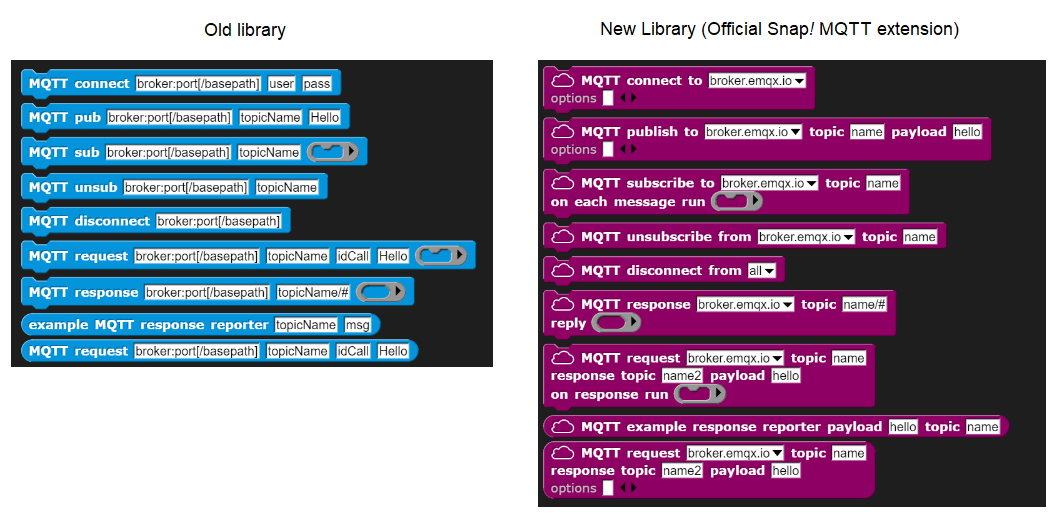 Old library
MQTT connect broker:port[/basepath] user pass
MQTT pub broker:port[/basepath] topicName Hello
MQTT sub broker:port[/basepath] topicName
MQTT unsub broker:port[/basepath] topicName
MQTT disconnect broker:port[/basepath]
MQTT request broker:port[/basepath] topicName idCall Hello
MQTT response broker:port[/basepath] topicName/#
example MQTT response reporter topicName msg
MQTT request broker:port[/basepath] topicName idCall Hello
New Library (Official Snap! MQTT extension)
MQTT connect to broker.emqx.io
options
MQTT publish to broker.emqx.io topic name payload hello
options
MQTT subscribe to broker.emqx.io topic name
on each message run
MQTT unsubscribe from broker.emqx.io topic name
MQTT disconnect from all
MQTT response broker.emqx.io topic name/#
reply
MQTT request broker.emqx.io topic name
response topic name2 payload hello
on response run
MQTT example response reporter payload hello topic name
MQTT request broker.emqx.io topic name
response topic name2 payload hello
options